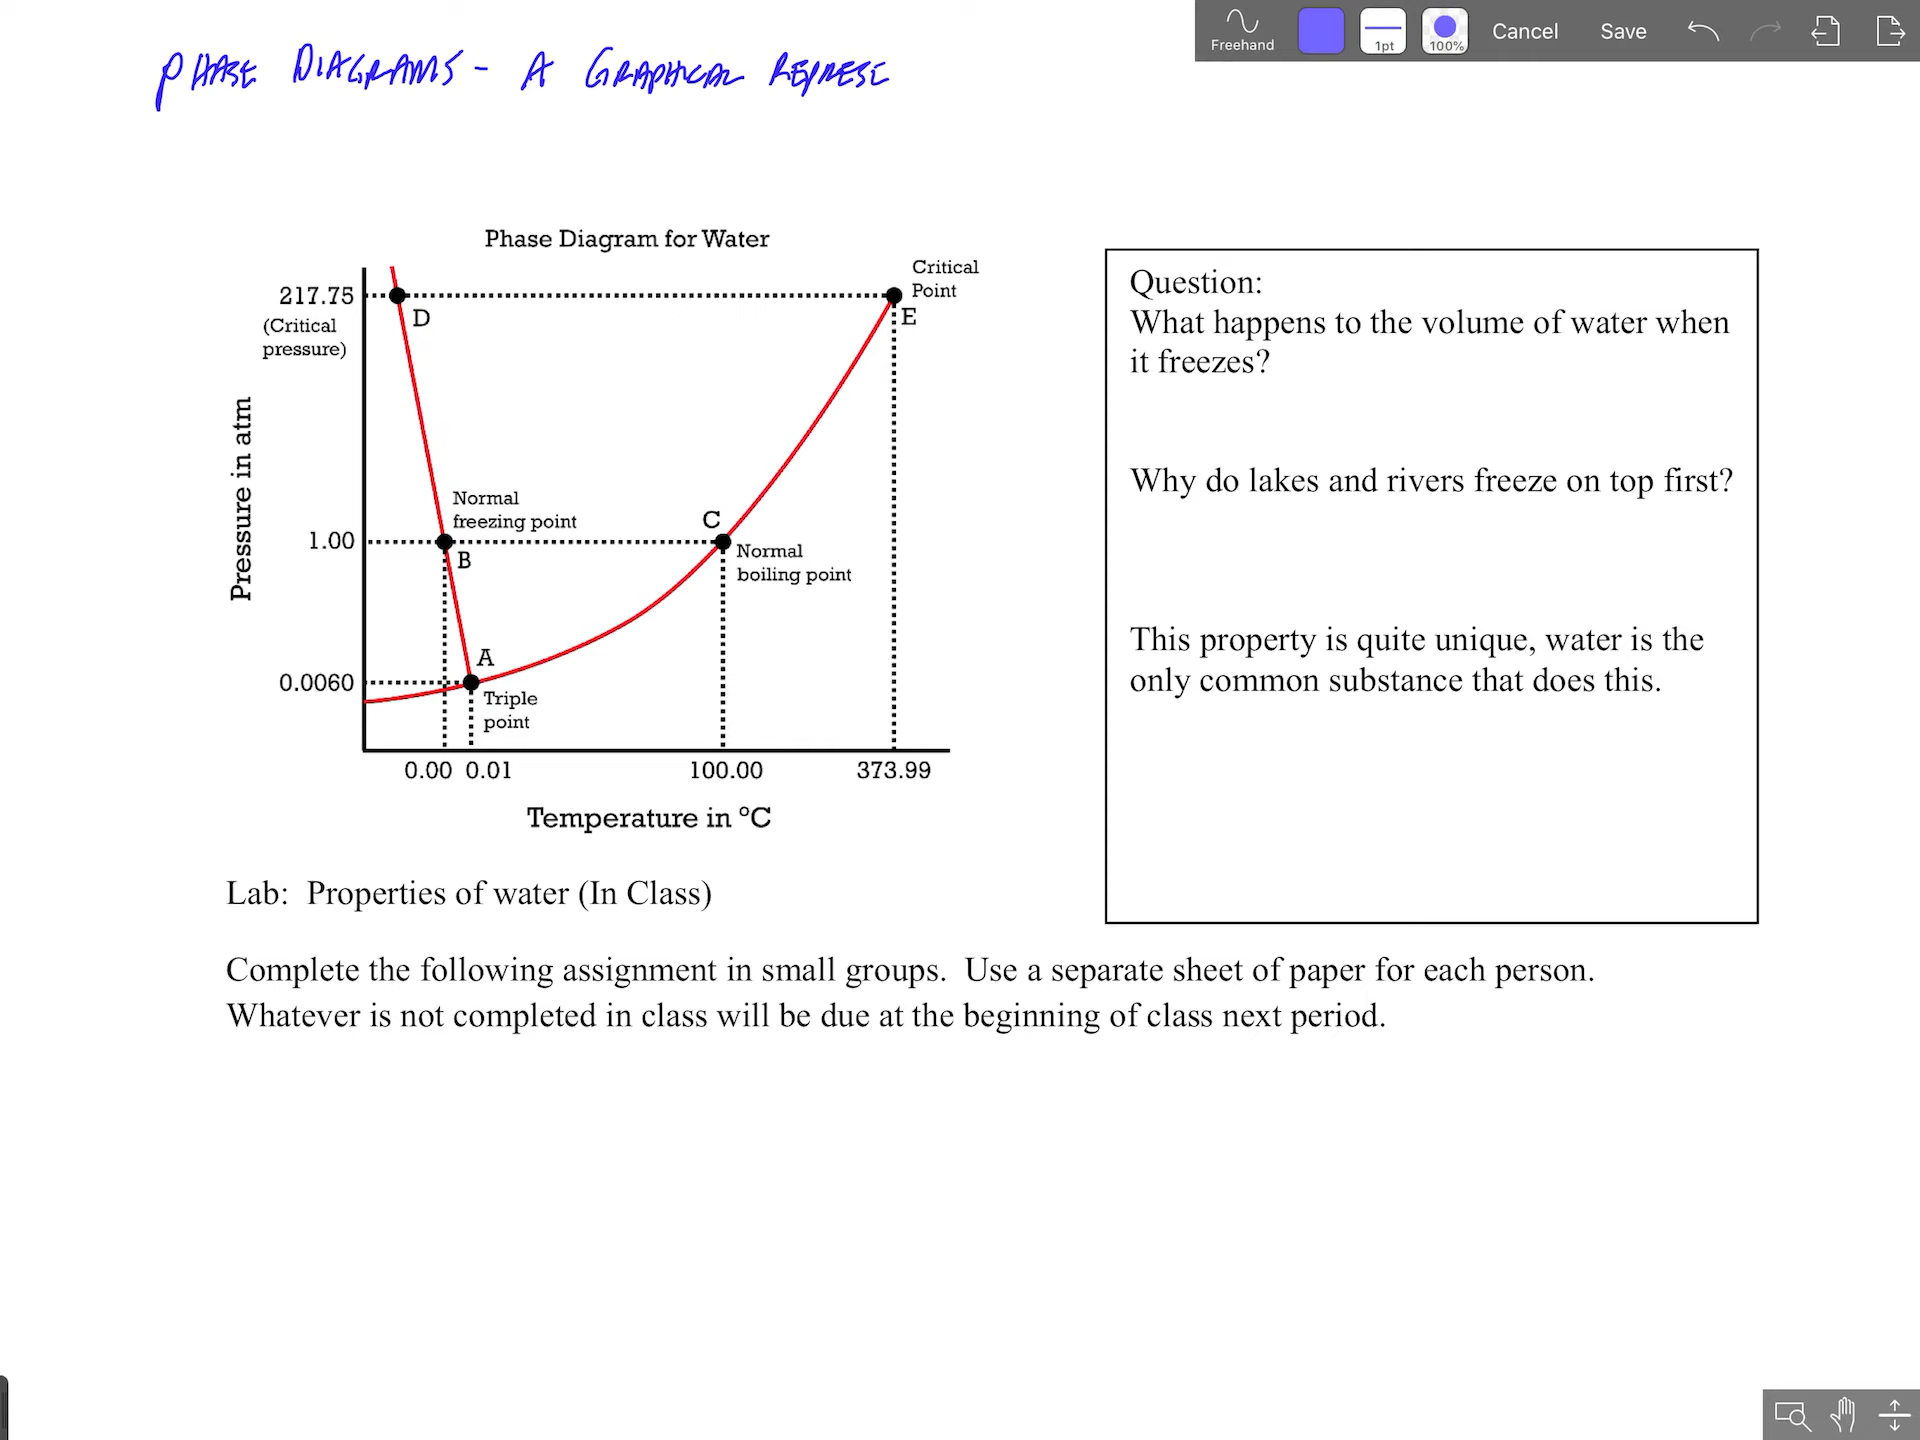 Freehand
1pt
100%
Cancel
Save
PHASE DIAGRAMS - A GRAPHICAL REPRESE
Phase Diagram for Water
Critical
Point
217.75
(Critical
pressure)
D
E
Pressure in atm
Normal
freezing point
1.00
B
C
Normal
boiling point
A
0.0060
Triple
point
0.00 0.01 100.00 373.99
Temperature in °C
Question:
What happens to the volume of water when
it freezes?
Why do lakes and rivers freeze on top first?
This property is quite unique, water is the
only common substance that does this.
Lab: Properties of water (In Class)
Complete the following assignment in small groups. Use a separate sheet of paper for each person.
Whatever is not completed in class will be due at the beginning of class next period.